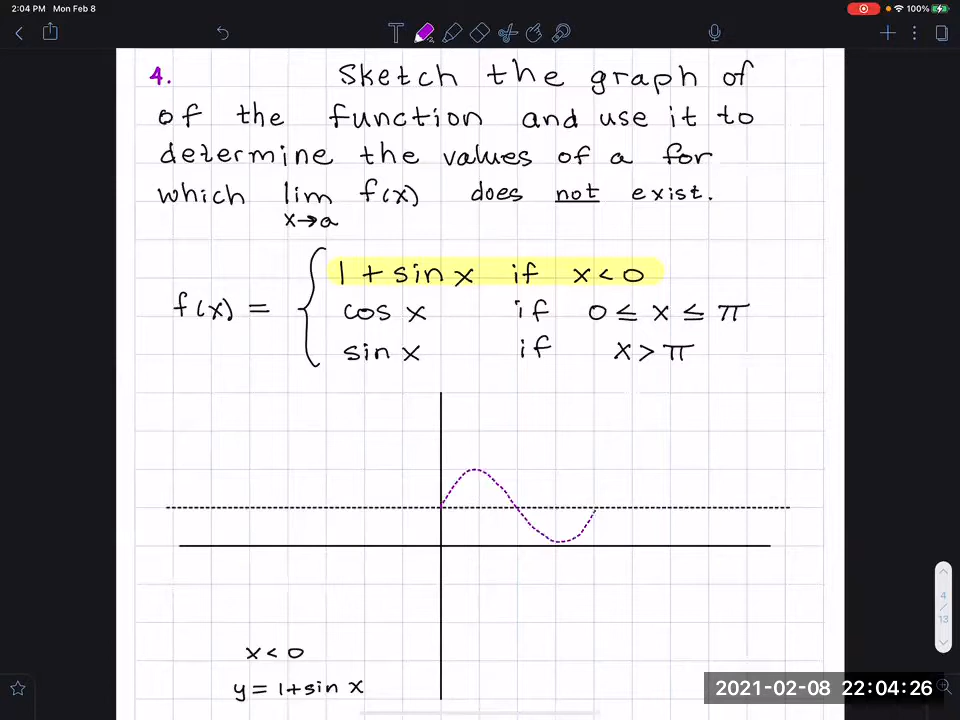 2:04 PM Mon Feb 8
100%
T
4. Sketch the graph of
of the function and use it to
determine the values of a for
which lim f(x) does not exist.
x→a
1 + sin x if x < 0
f(x) = cos x if 0 ≤ x ≤ π
sin x if x > π
4
13
x < 0
y = 1 + sin x
2021-02-08 22:04:26